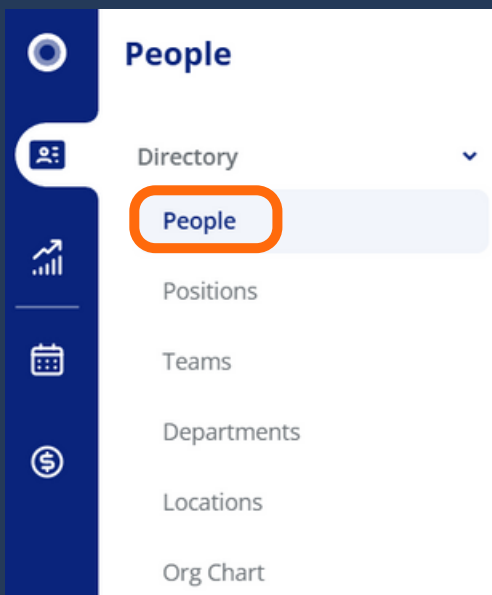 People
Directory
People
Positions
Teams
Departments
Locations
Org Chart